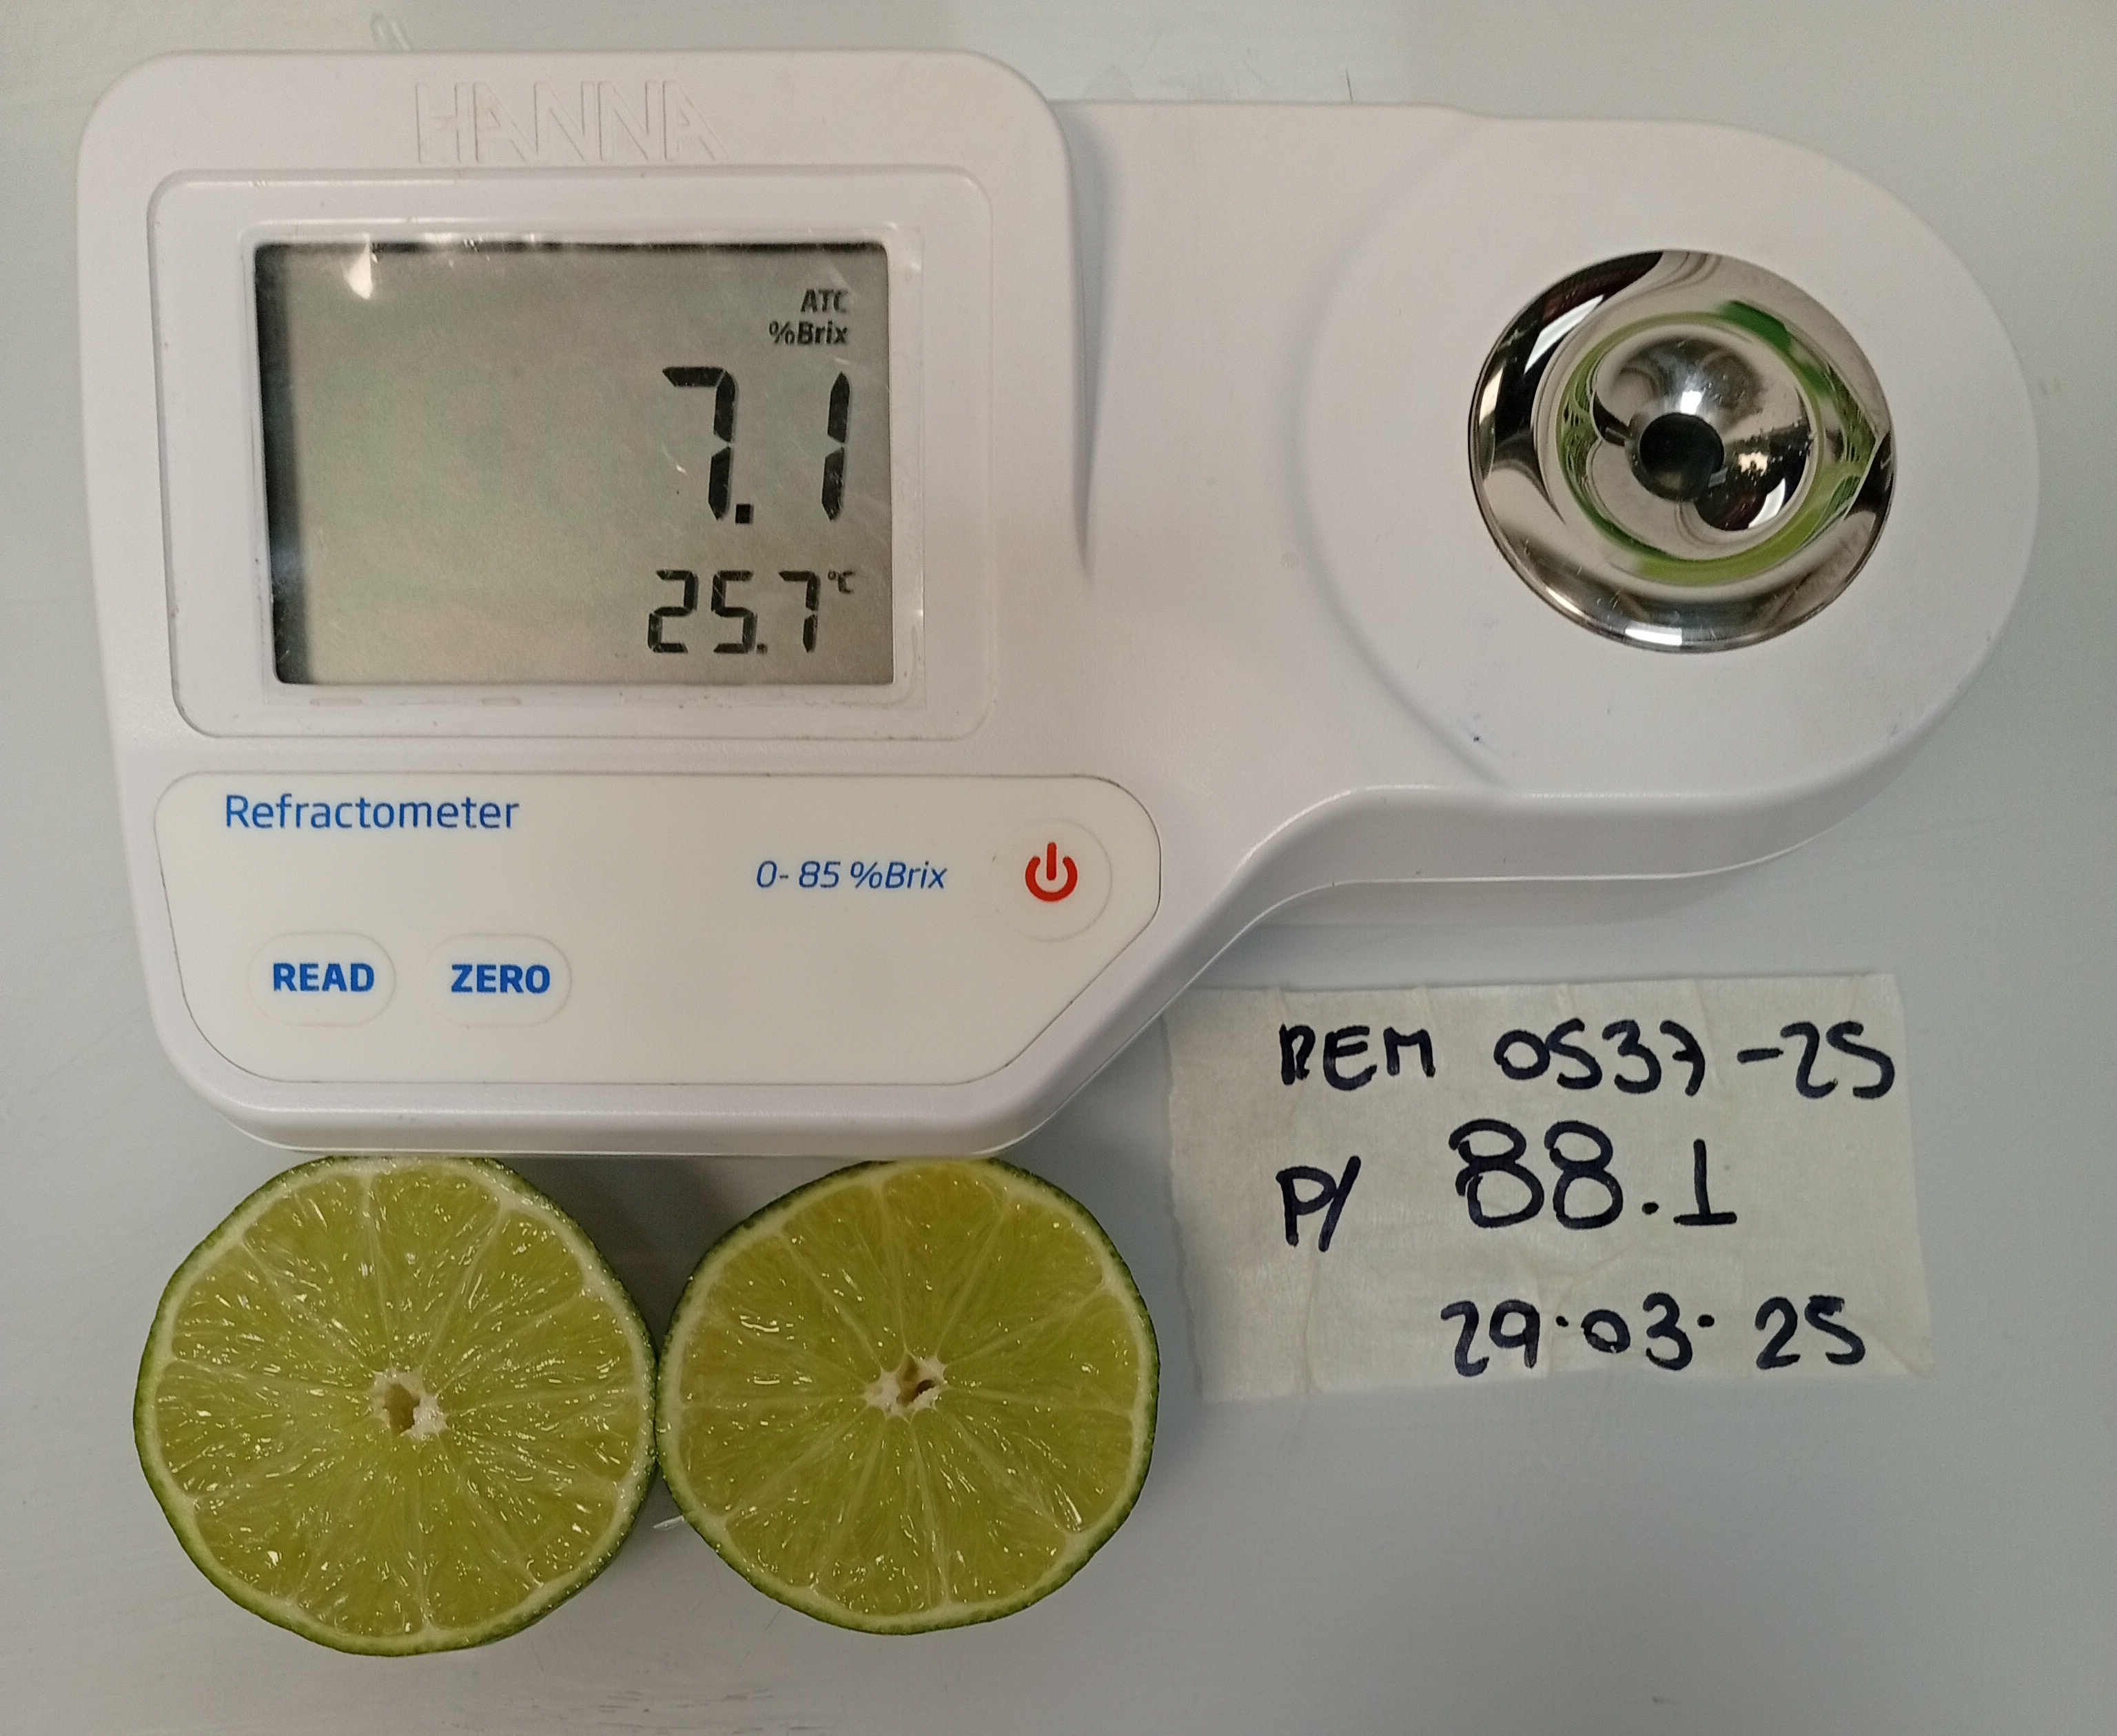 HANNA
ATC
%Brix
7.1
25.7°C
Refractometer
0-85 %Brix
READ ZERO
REM 0537-25
P/ 88.1
29.03.25